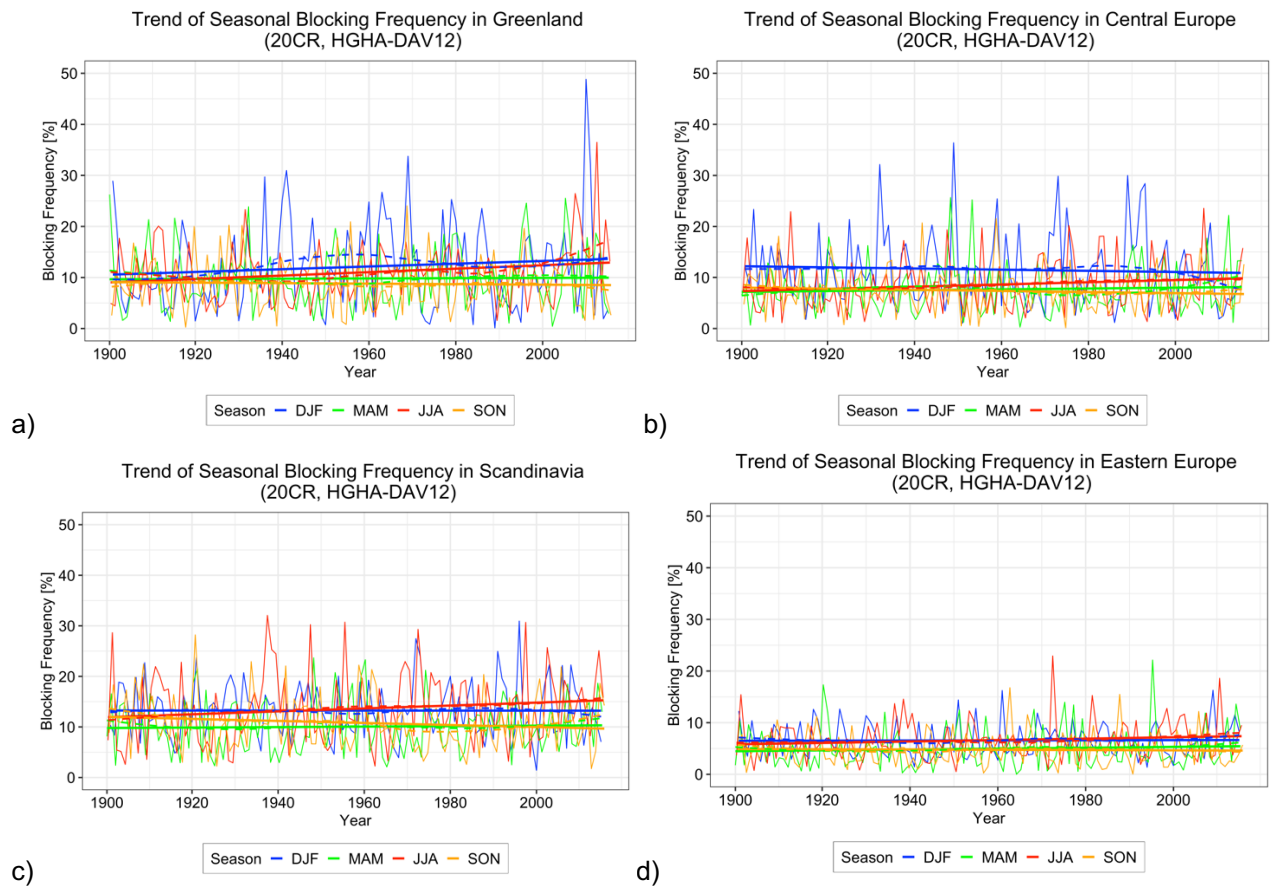 Trend of Seasonal Blocking Frequency in Greenland
(20CR, HGHA-DAV12)
Blocking Frequency [%]
50
40
30
20
10
0
1900 1920 1940 1960 1980 2000
Year
Season DJF MAM JJA SON
a)
Trend of Seasonal Blocking Frequency in Central Europe
(20CR, HGHA-DAV12)
Blocking Frequency [%]
50
40
30
20
10
0
1900 1920 1940 1960 1980 2000
Year
Season DJF MAM JJA SON
b)
Trend of Seasonal Blocking Frequency in Scandinavia
(20CR, HGHA-DAV12)
Blocking Frequency [%]
50
40
30
20
10
0
1900 1920 1940 1960 1980 2000
Year
Season DJF MAM JJA SON
c)
Trend of Seasonal Blocking Frequency in Eastern Europe
(20CR, HGHA-DAV12)
Blocking Frequency [%]
50
40
30
20
10
0
1900 1920 1940 1960 1980 2000
Year
Season DJF MAM JJA SON
d)